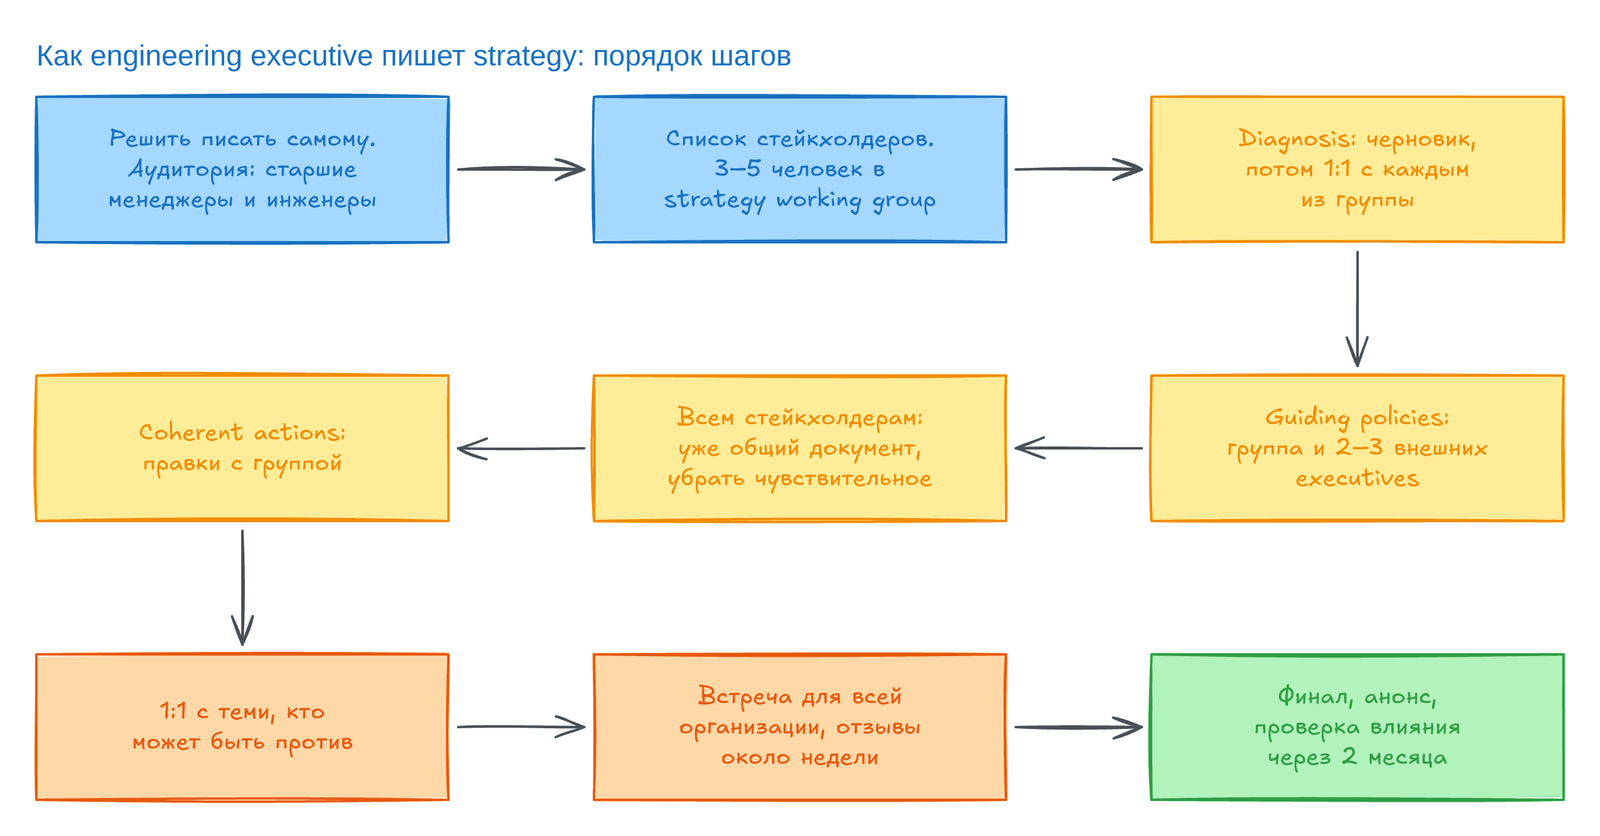 Как engineering executive пишет strategy: порядок шагов
Решить писать самому.
Аудитория: старшие
менеджеры и инженеры
Список стейкхолдеров.
3–5 человек в
strategy working group
Diagnosis: черновик,
потом 1:1 с каждым
из группы
Guiding policies:
группа и 2–3 внешних
executives
Всем стейкхолдерам:
уже общий документ,
убрать чувствительное
Coherent actions:
правки с группой
1:1 с теми, кто
может быть против
Встреча для всей
организации, отзывы
около недели
Финал, анонс,
проверка влияния
через 2 месяца